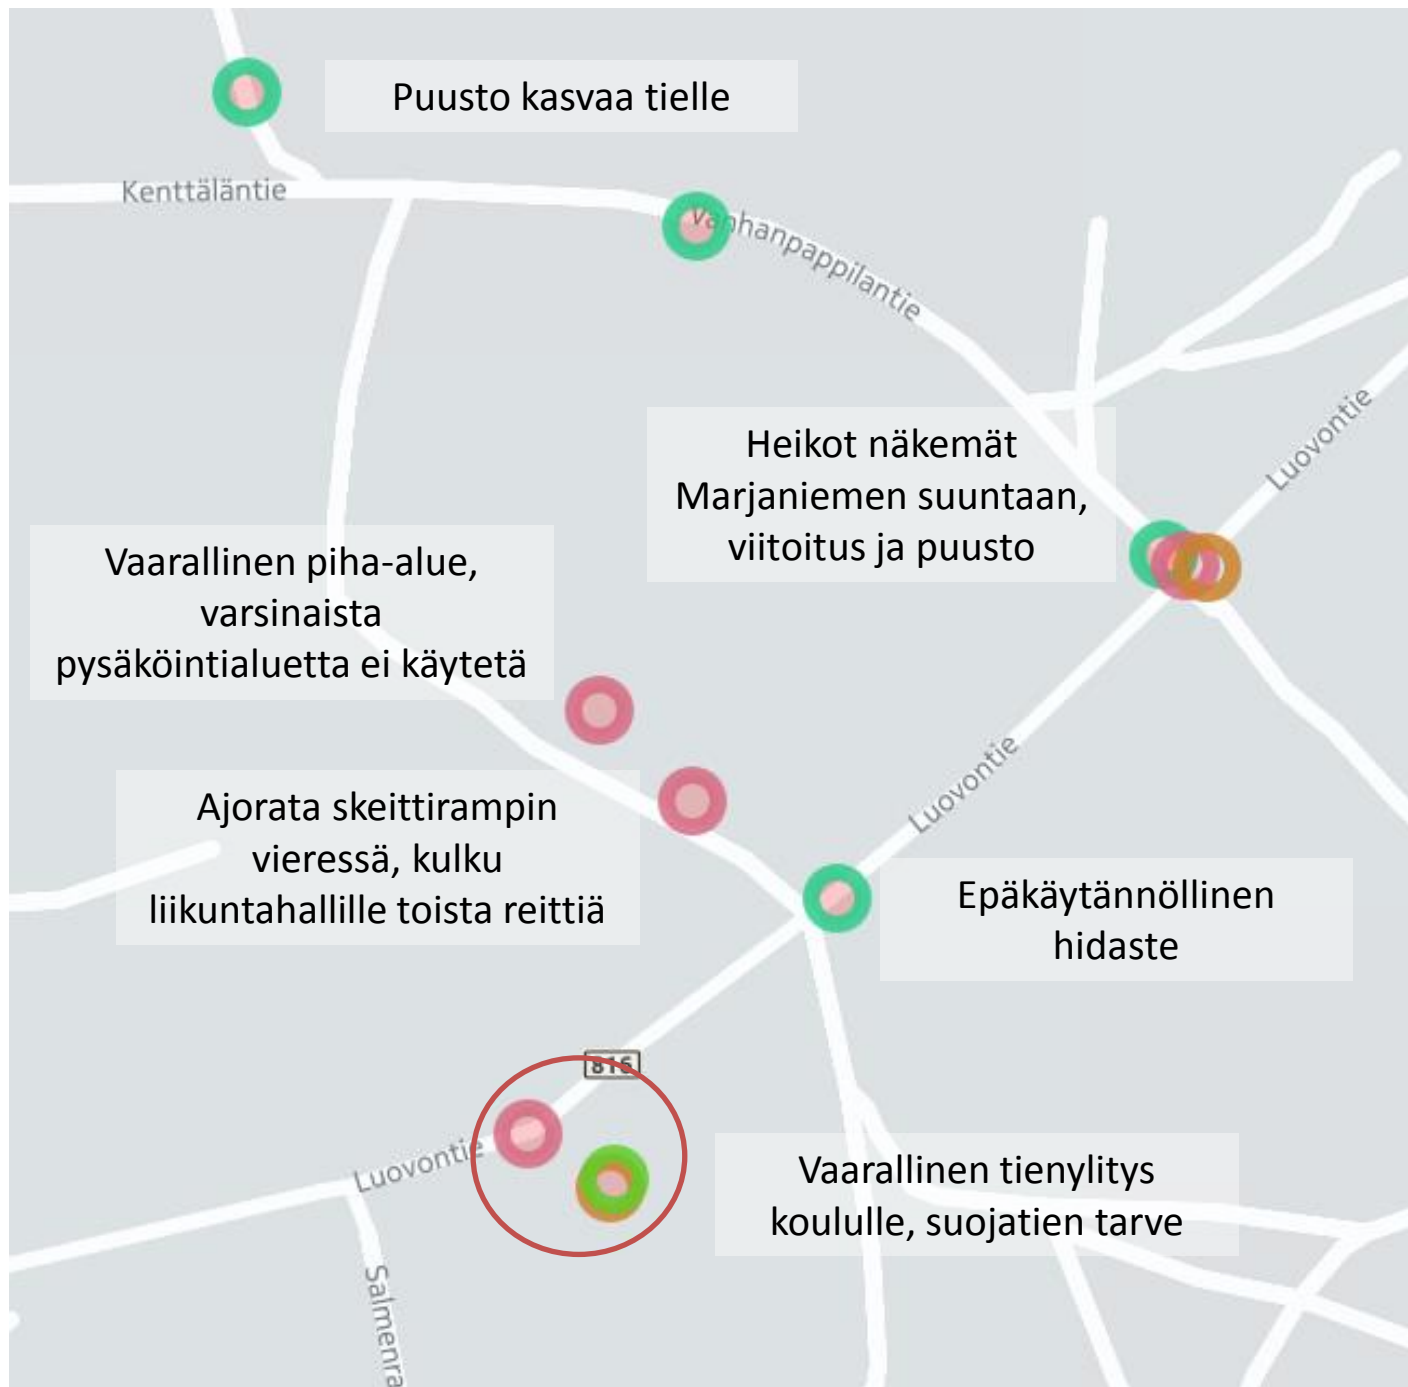 Puusto kasvaa tielle
Kenttäläntie
Vanhanpappilantie
Luovontie
Heikot näkemät
Marjaniemen suuntaan,
viitoitus ja puusto
Vaarallinen piha-alue,
varsinaista
pysäköintialuetta ei käytetä
Luovontie
Ajorata skeittirampin
vieressä, kulku
liikuntahallille toista reittiä
Epäkäytännöllinen
hidaste
816
Luovontie
Vaarallinen tienylitys
koululle, suojatien tarve
Salmenra